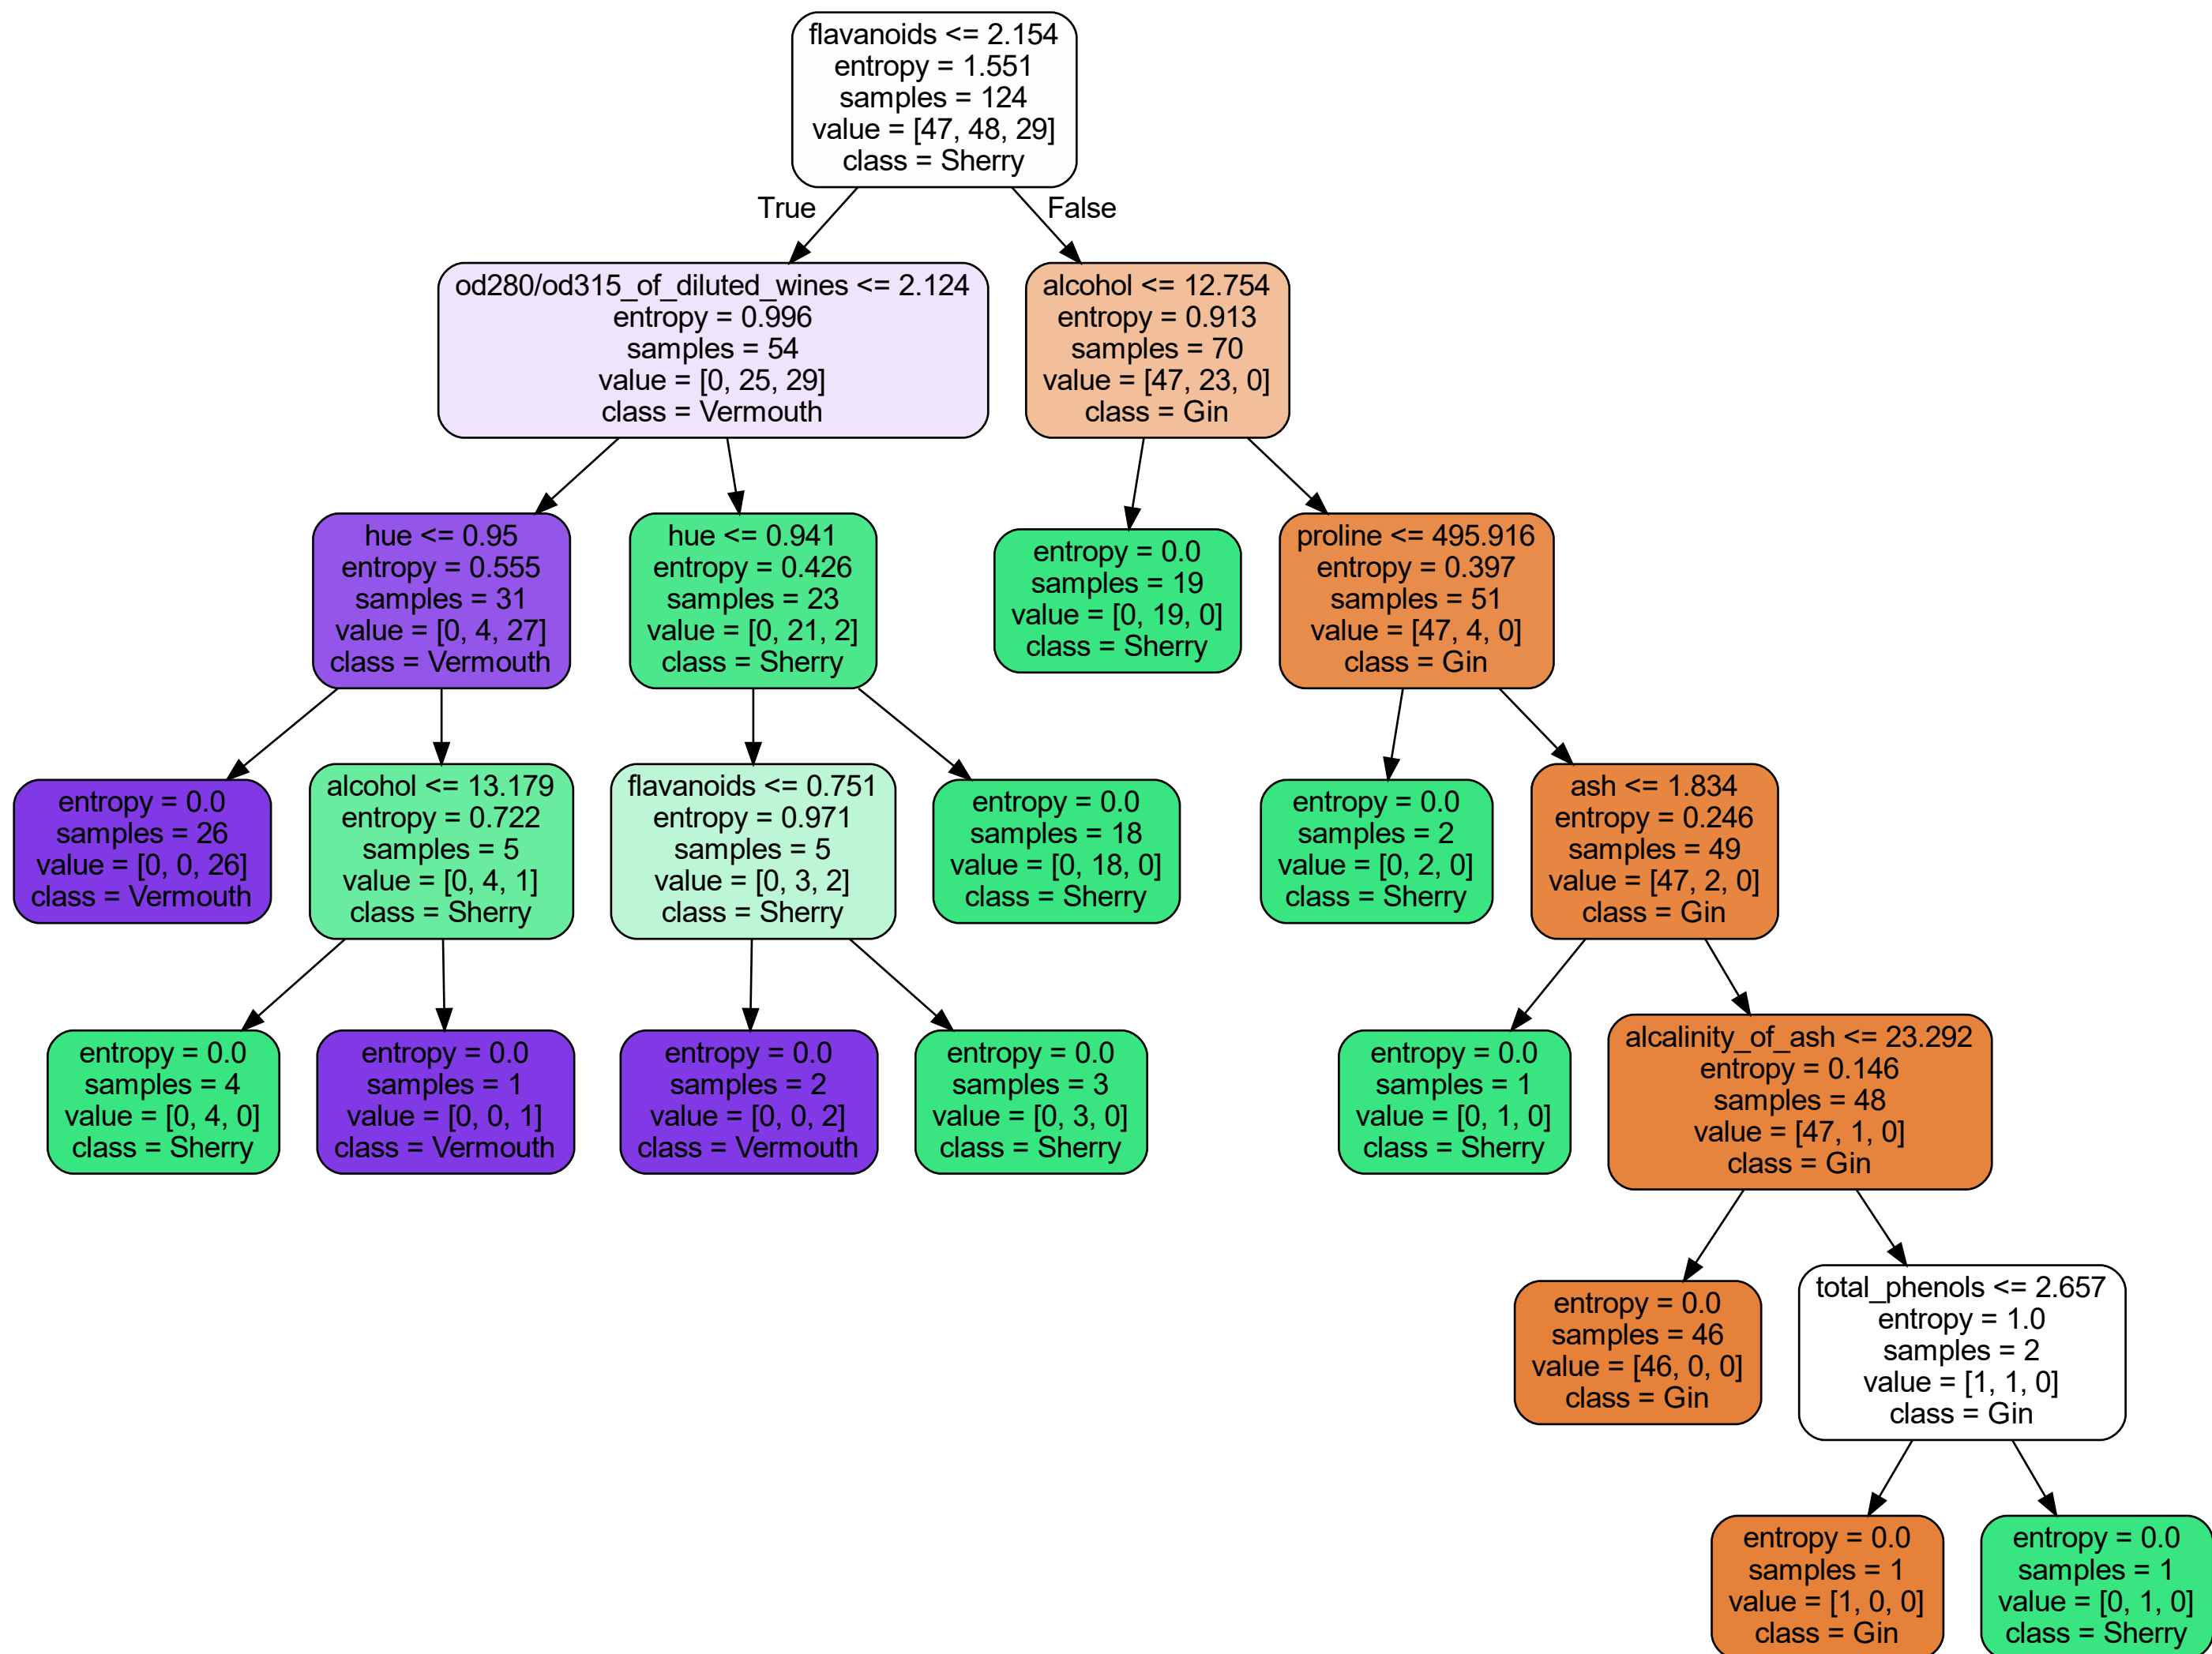 flavanoids <= 2.154
entropy = 1.551
samples = 124
value = [47, 48, 29]
class = Sherry
True
False
od280/od315_of_diluted_wines <= 2.124
entropy = 0.996
samples = 54
value = [0, 25, 29]
class = Vermouth
alcohol <= 12.754
entropy = 0.913
samples = 70
value = [47, 23, 0]
class = Gin
hue <= 0.95
entropy = 0.555
samples = 31
value = [0, 4, 27]
class = Vermouth
hue <= 0.941
entropy = 0.426
samples = 23
value = [0, 21, 2]
class = Sherry
entropy = 0.0
samples = 19
value = [0, 19, 0]
class = Sherry
proline <= 495.916
entropy = 0.397
samples = 51
value = [47, 4, 0]
class = Gin
entropy = 0.0
samples = 26
value = [0, 0, 26]
class = Vermouth
alcohol <= 13.179
entropy = 0.722
samples = 5
value = [0, 4, 1]
class = Sherry
flavanoids <= 0.751
entropy = 0.971
samples = 5
value = [0, 3, 2]
class = Sherry
entropy = 0.0
samples = 18
value = [0, 18, 0]
class = Sherry
entropy = 0.0
samples = 2
value = [0, 2, 0]
class = Sherry
ash <= 1.834
entropy = 0.246
samples = 49
value = [47, 2, 0]
class = Gin
entropy = 0.0
samples = 4
value = [0, 4, 0]
class = Sherry
entropy = 0.0
samples = 1
value = [0, 0, 1]
class = Vermouth
entropy = 0.0
samples = 2
value = [0, 0, 2]
class = Vermouth
entropy = 0.0
samples = 3
value = [0, 3, 0]
class = Sherry
entropy = 0.0
samples = 1
value = [0, 1, 0]
class = Sherry
alcalinity_of_ash <= 23.292
entropy = 0.146
samples = 48
value = [47, 1, 0]
class = Gin
entropy = 0.0
samples = 46
value = [46, 0, 0]
class = Gin
total_phenols <= 2.657
entropy = 1.0
samples = 2
value = [1, 1, 0]
class = Gin
entropy = 0.0
samples = 1
value = [1, 0, 0]
class = Gin
entropy = 0.0
samples = 1
value = [0, 1, 0]
class = Sherry